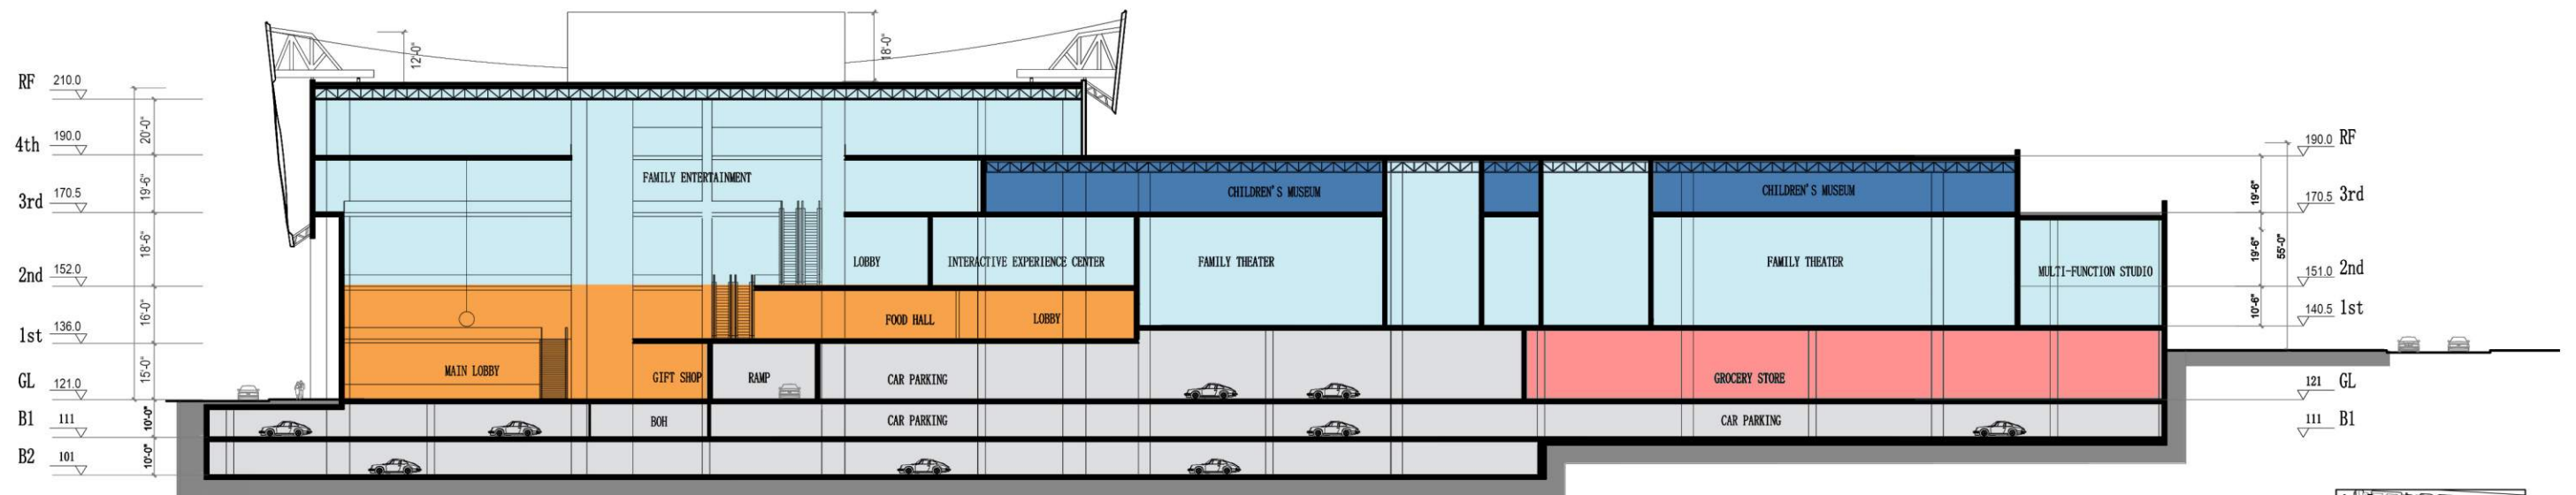 12'-0"
18'-0"
RF 210.0
20'-0"
4th 190.0
190.0 RF
FAMILY ENTERTAINMENT
19'-6"
CHILDREN'S MUSEUM
CHILDREN'S MUSEUM
19'-6"
3rd 170.5
170.5 3rd
18'-6"
LOBBY
INTERACTIVE EXPERIENCE CENTER
FAMILY THEATER
FAMILY THEATER
MULTI-FUNCTION STUDIO
19'-6"
55'-0"
2nd 152.0
151.0 2nd
16'-0"
FOOD HALL
LOBBY
10'-6"
1st 136.0
140.5 1st
15'-0"
MAIN LOBBY
GIFT SHOP
RAMP
CAR PARKING
GROCERY STORE
GL 121.0
121 GL
B1 111
10'-0"
BOH
CAR PARKING
CAR PARKING
111 B1
B2 101
10'-0"